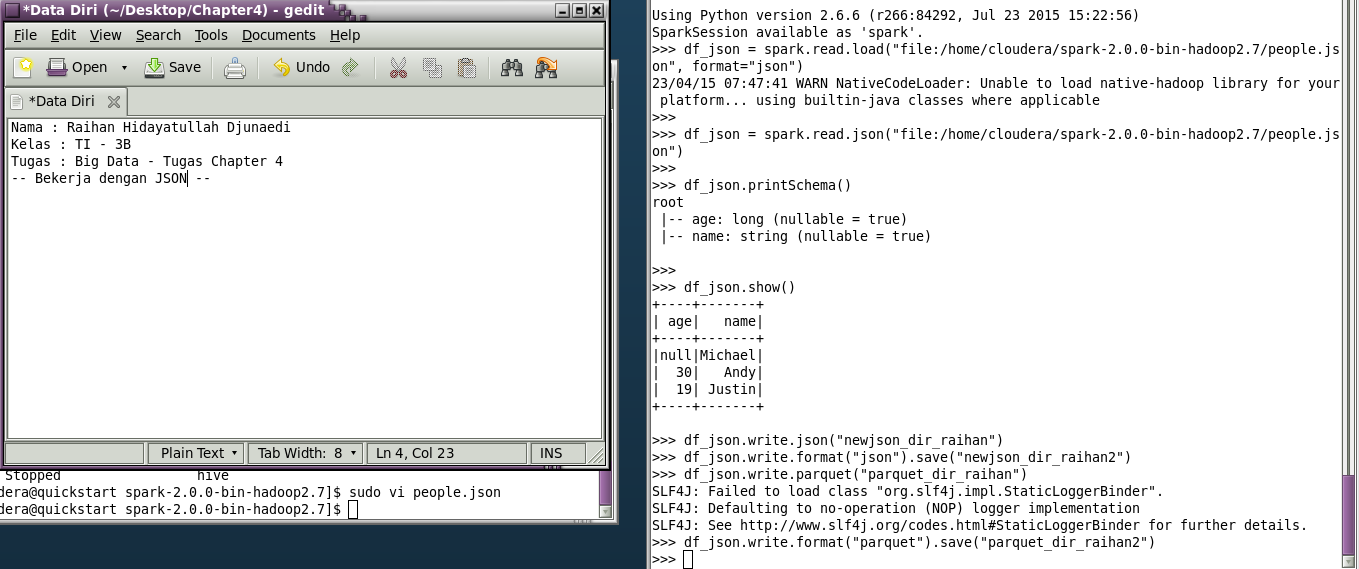 *Data Diri (~/Desktop/Chapter4) - gedit
File Edit View Search Tools Documents Help
Open Save Undo
*Data Diri
Nama : Raihan Hidayatullah Djunaedi
Kelas : TI - 3B
Tugas : Big Data - Tugas Chapter 4
-- Bekerja dengan JSON --
Plain Text Tab Width: 8 Ln 4, Col 23 INS
Stopped hive
dera@quickstart spark-2.0.0-bin-hadoop2.7]$ sudo vi people.json
dera@quickstart spark-2.0.0-bin-hadoop2.7]$
Using Python version 2.6.6 (r266:84292, Jul 23 2015 15:22:56)
SparkSession available as 'spark'.
>>> df_json = spark.read.load("file:/home/cloudera/spark-2.0.0-bin-hadoop2.7/people.js
on", format="json")
23/04/15 07:47:41 WARN NativeCodeLoader: Unable to load native-hadoop library for your
platform... using builtin-java classes where applicable
>>>
>>> df_json = spark.read.json("file:/home/cloudera/spark-2.0.0-bin-hadoop2.7/people.js
on")
>>>
>>> df_json.printSchema()
root
|-- age: long (nullable = true)
|-- name: string (nullable = true)
>>>
>>> df_json.show()
+----+-------+
| age|   name|
+----+-------+
|null|Michael|
|  30|   Andy|
|  19| Justin|
+----+-------+
>>> df_json.write.json("newjson_dir_raihan")
>>> df_json.write.format("json").save("newjson_dir_raihan2")
>>> df_json.write.parquet("parquet_dir_raihan")
SLF4J: Failed to load class "org.slf4j.impl.StaticLoggerBinder".
SLF4J: Defaulting to no-operation (NOP) logger implementation
SLF4J: See http://www.slf4j.org/codes.html#StaticLoggerBinder for further details.
>>> df_json.write.format("parquet").save("parquet_dir_raihan2")
>>>